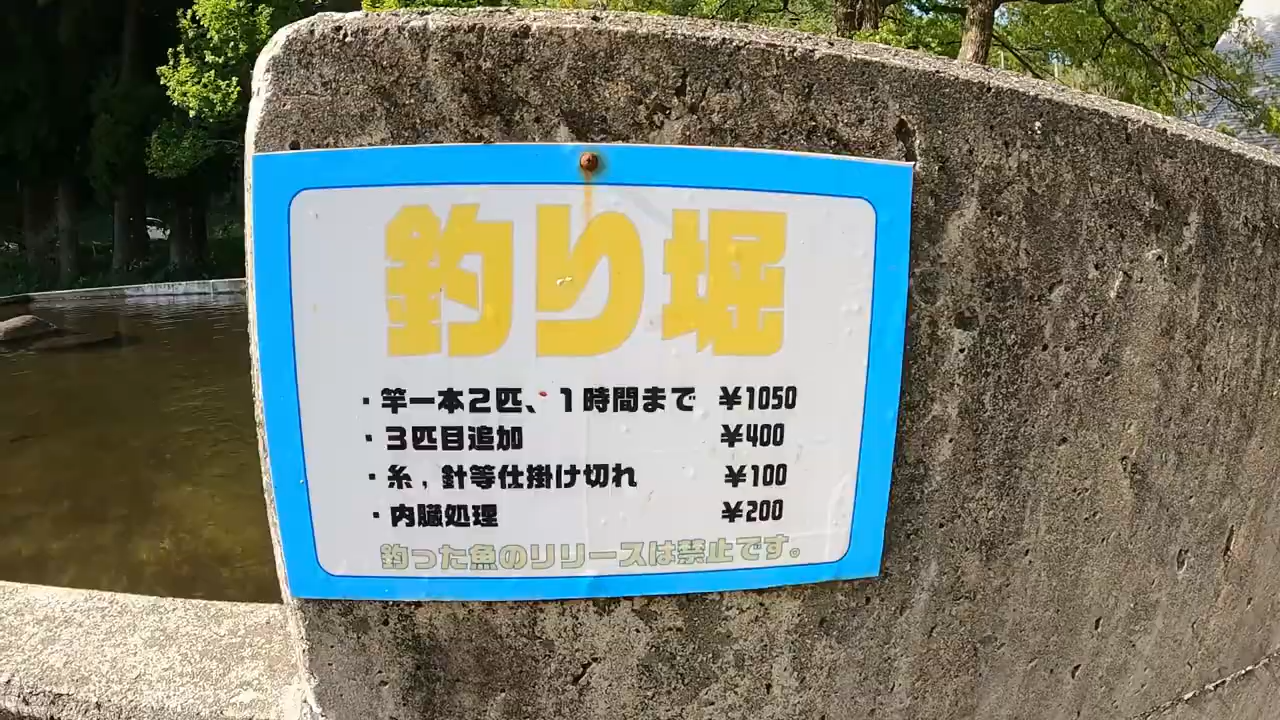 釣り堀
・竿一本2匹、1時間まで ¥1050
・3匹目追加 ¥400
・糸，針等仕掛け切れ ¥100
・内臓処理 ¥200
釣った魚のリリースは禁止です。